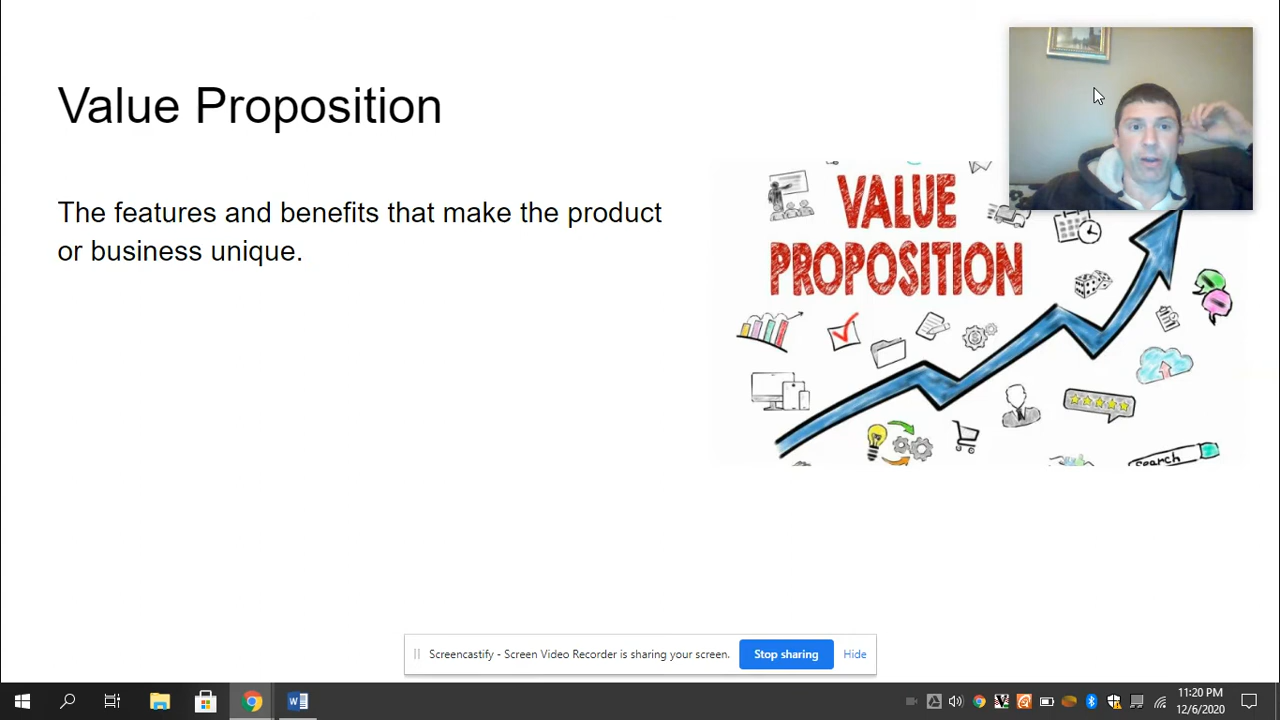 Value Proposition
The features and benefits that make the product
or business unique.
VALUE
PROPOSITION
search
Screencastify - Screen Video Recorder is sharing your screen.
Stop sharing
Hide
11:20 PM
12/6/2020